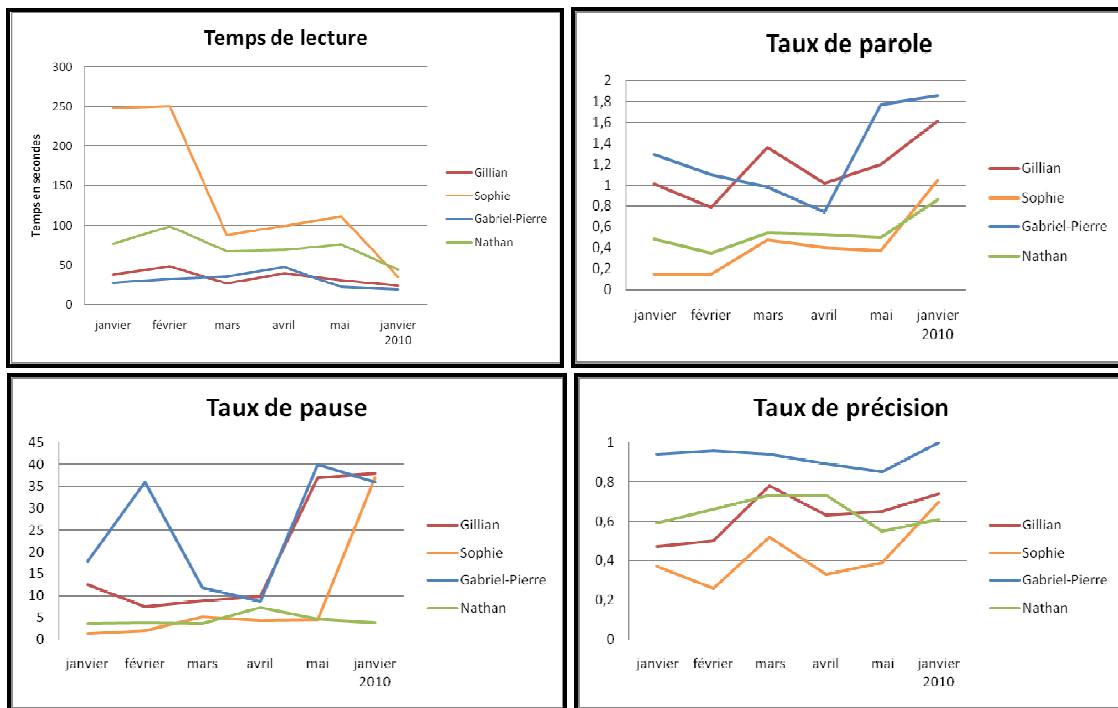 Temps de lecture
Temps en secondes
300
250
200
150
100
50
0
janvier février mars avril mai janvier
2010
Gillian
Sophie
Gabriel-Pierre
Nathan
Taux de parole
2
1,8
1,6
1,4
1,2
1
0,8
0,6
0,4
0,2
0
janvier février mars avril mai janvier
2010
Gillian
Sophie
Gabriel-Pierre
Nathan
Taux de pause
45
40
35
30
25
20
15
10
5
0
janvier février mars avril mai janvier
2010
Gillian
Sophie
Gabriel-Pierre
Nathan
Taux de précision
1
0,8
0,6
0,4
0,2
0
janvier février mars avril mai janvier
2010
Gillian
Sophie
Gabriel-Pierre
Nathan